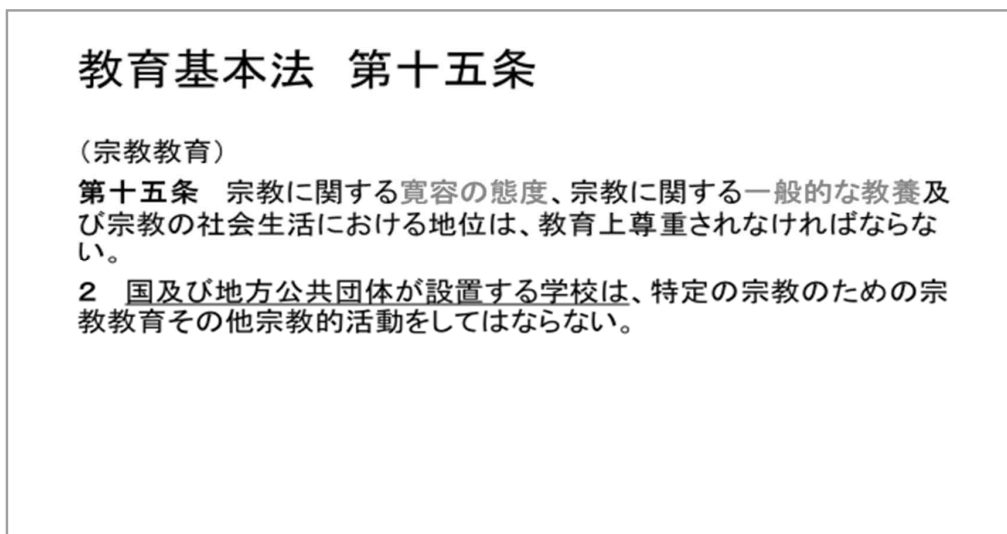 教育基本法　第十五条
（宗教教育）
第十五条　宗教に関する寛容の態度、宗教に関する一般的な教養及
び宗教の社会生活における地位は、教育上尊重されなければならな
い。
２　国及び地方公共団体が設置する学校は、特定の宗教のための宗
教教育その他宗教的活動をしてはならない。